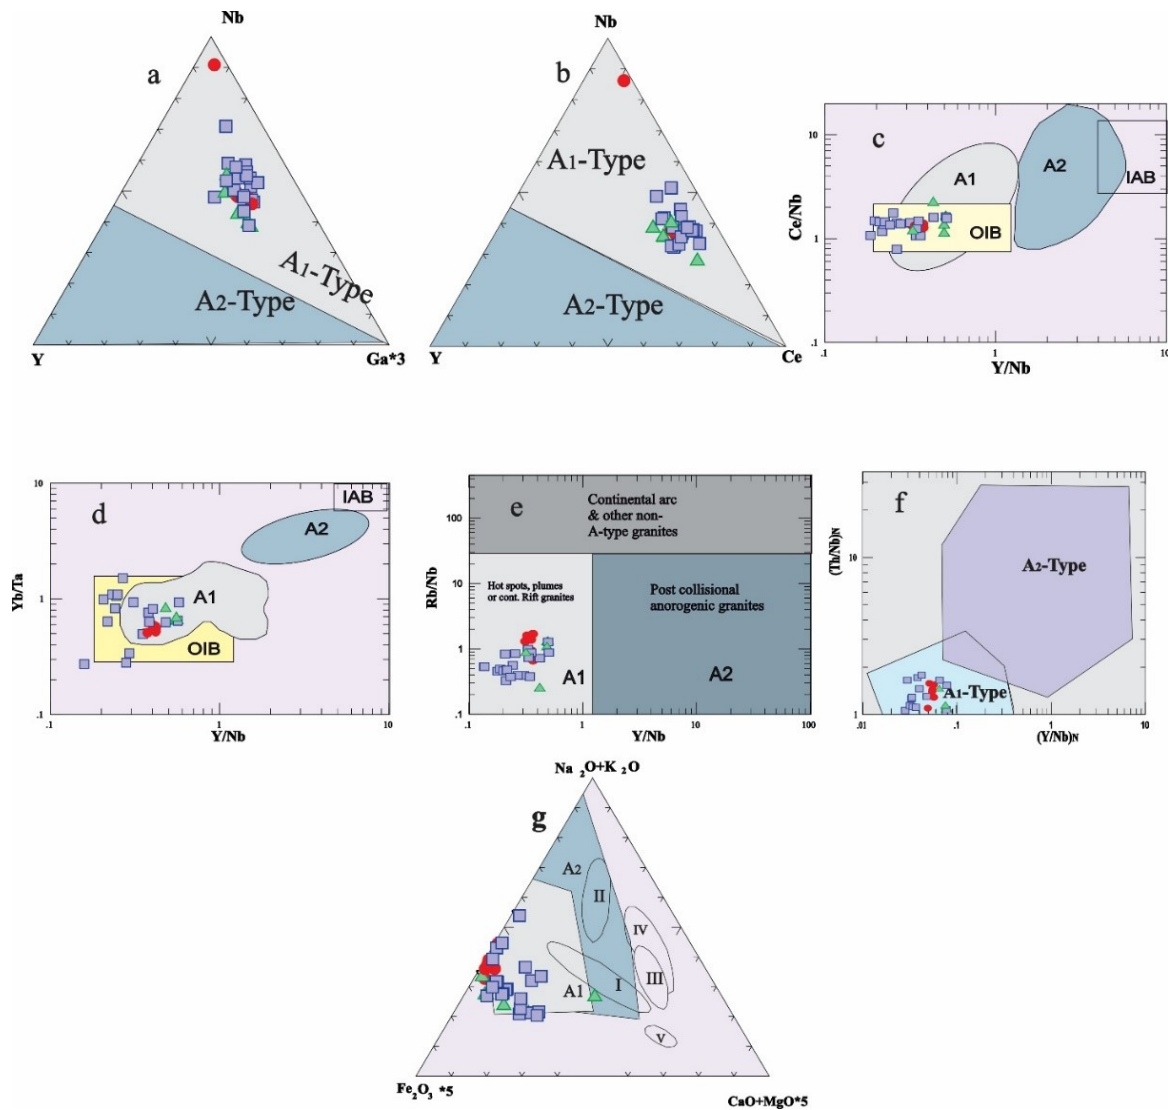 Nb
a
A1-Type
A2-Type
Y
Ga*3
Nb
b
A1-Type
A2-Type
Y
Ce
10
1
.1
Ce/Nb
c
A1
A2
IAB
OIB
.1
1
10
Y/Nb
10
1
.1
Yb/Ta
d
IAB
A2
A1
OIB
.1
1
10
Y/Nb
100
10
1
.1
Rb/Nb
e
Continental arc
& other non-
A-type granites
Hot spots, plumes
or cont. Rift granites
Post collisional
anorogenic granites
A1
A2
.1
1
10
100
Y/Nb
(Th/Nb)N
10
1
f
A2-Type
A1-Type
.01
.1
1
10
(Y/Nb)N
Na2O+K2O
g
A2
II
IV
III
I
A1
V
Fe2O3 *5
CaO+MgO*5